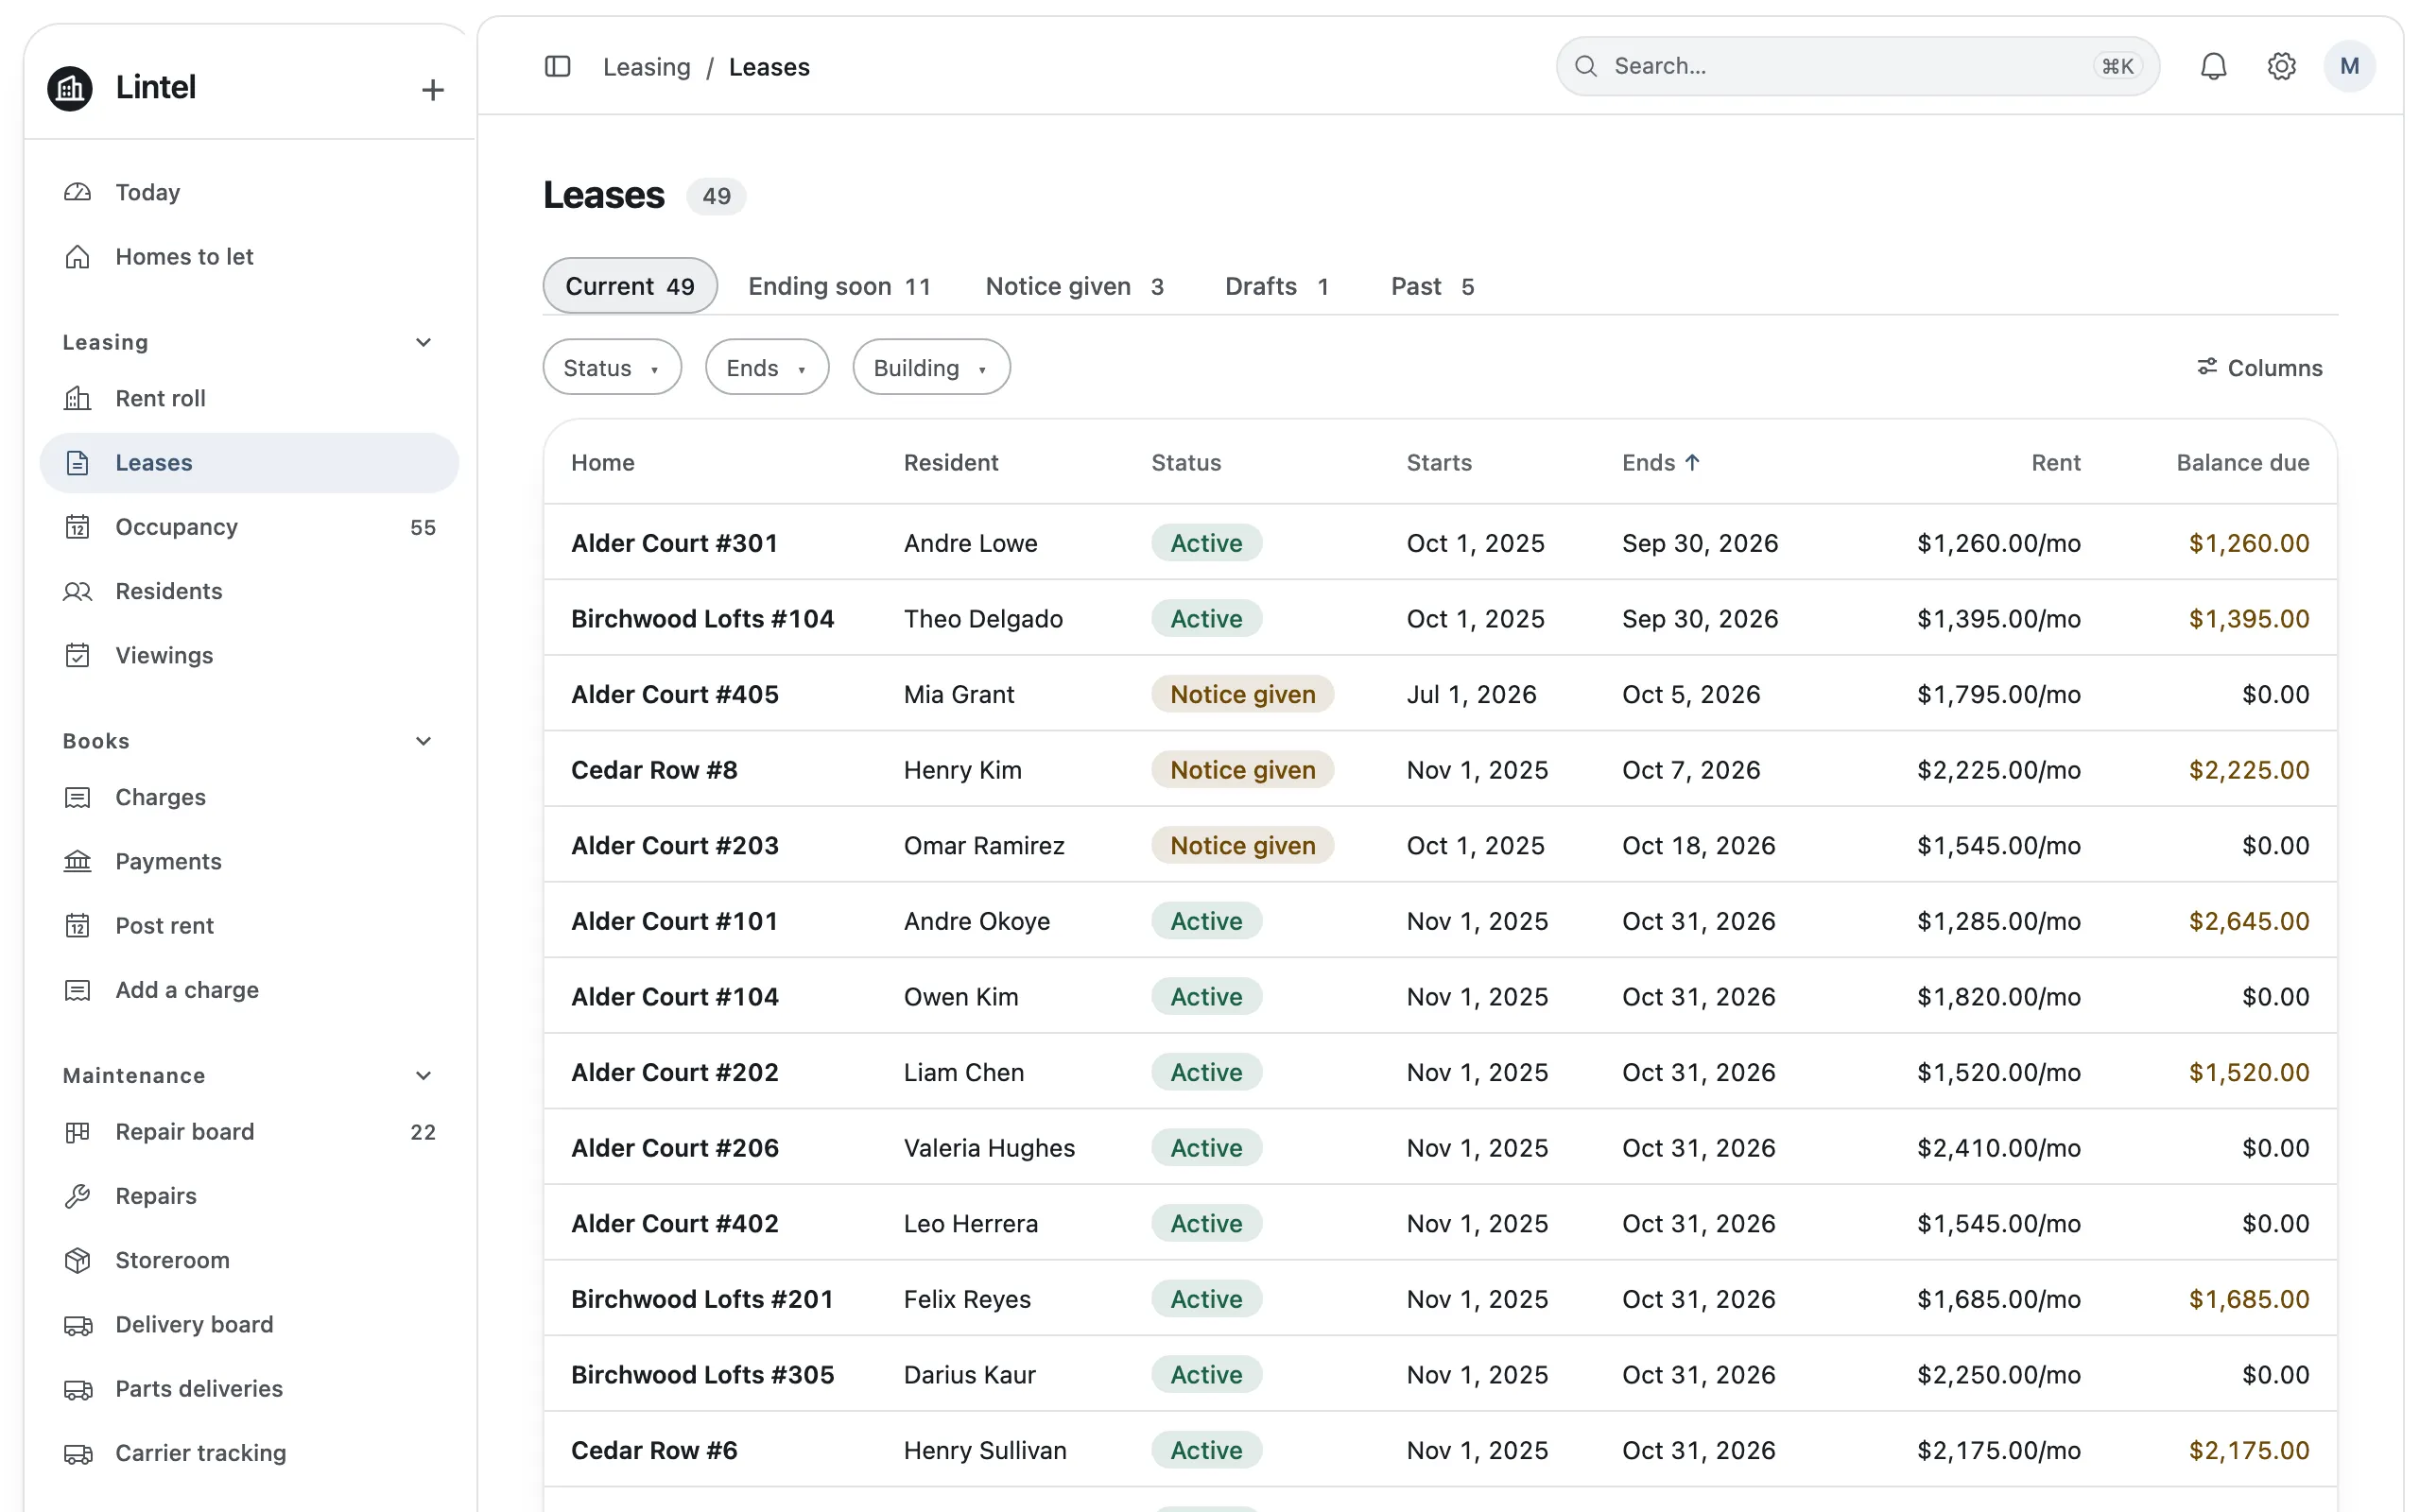 Lintel
Today
Homes to let
Leasing
Rent roll
Leases
Occupancy 55
Residents
Viewings
Books
Charges
Payments
Post rent
Add a charge
Maintenance
Repair board 22
Repairs
Storeroom
Delivery board
Parts deliveries
Carrier tracking
Leasing / Leases
Search... ⌘K
M
Leases 49
Current 49 Ending soon 11 Notice given 3 Drafts 1 Past 5
Status Ends Building Columns
Home Resident Status Starts Ends ↑ Rent Balance due
Alder Court #301 Andre Lowe Active Oct 1, 2025 Sep 30, 2026 $1,260.00/mo $1,260.00
Birchwood Lofts #104 Theo Delgado Active Oct 1, 2025 Sep 30, 2026 $1,395.00/mo $1,395.00
Alder Court #405 Mia Grant Notice given Jul 1, 2026 Oct 5, 2026 $1,795.00/mo $0.00
Cedar Row #8 Henry Kim Notice given Nov 1, 2025 Oct 7, 2026 $2,225.00/mo $2,225.00
Alder Court #203 Omar Ramirez Notice given Oct 1, 2025 Oct 18, 2026 $1,545.00/mo $0.00
Alder Court #101 Andre Okoye Active Nov 1, 2025 Oct 31, 2026 $1,285.00/mo $2,645.00
Alder Court #104 Owen Kim Active Nov 1, 2025 Oct 31, 2026 $1,820.00/mo $0.00
Alder Court #202 Liam Chen Active Nov 1, 2025 Oct 31, 2026 $1,520.00/mo $1,520.00
Alder Court #206 Valeria Hughes Active Nov 1, 2025 Oct 31, 2026 $2,410.00/mo $0.00
Alder Court #402 Leo Herrera Active Nov 1, 2025 Oct 31, 2026 $1,545.00/mo $0.00
Birchwood Lofts #201 Felix Reyes Active Nov 1, 2025 Oct 31, 2026 $1,685.00/mo $1,685.00
Birchwood Lofts #305 Darius Kaur Active Nov 1, 2025 Oct 31, 2026 $2,250.00/mo $0.00
Cedar Row #6 Henry Sullivan Active Nov 1, 2025 Oct 31, 2026 $2,175.00/mo $2,175.00